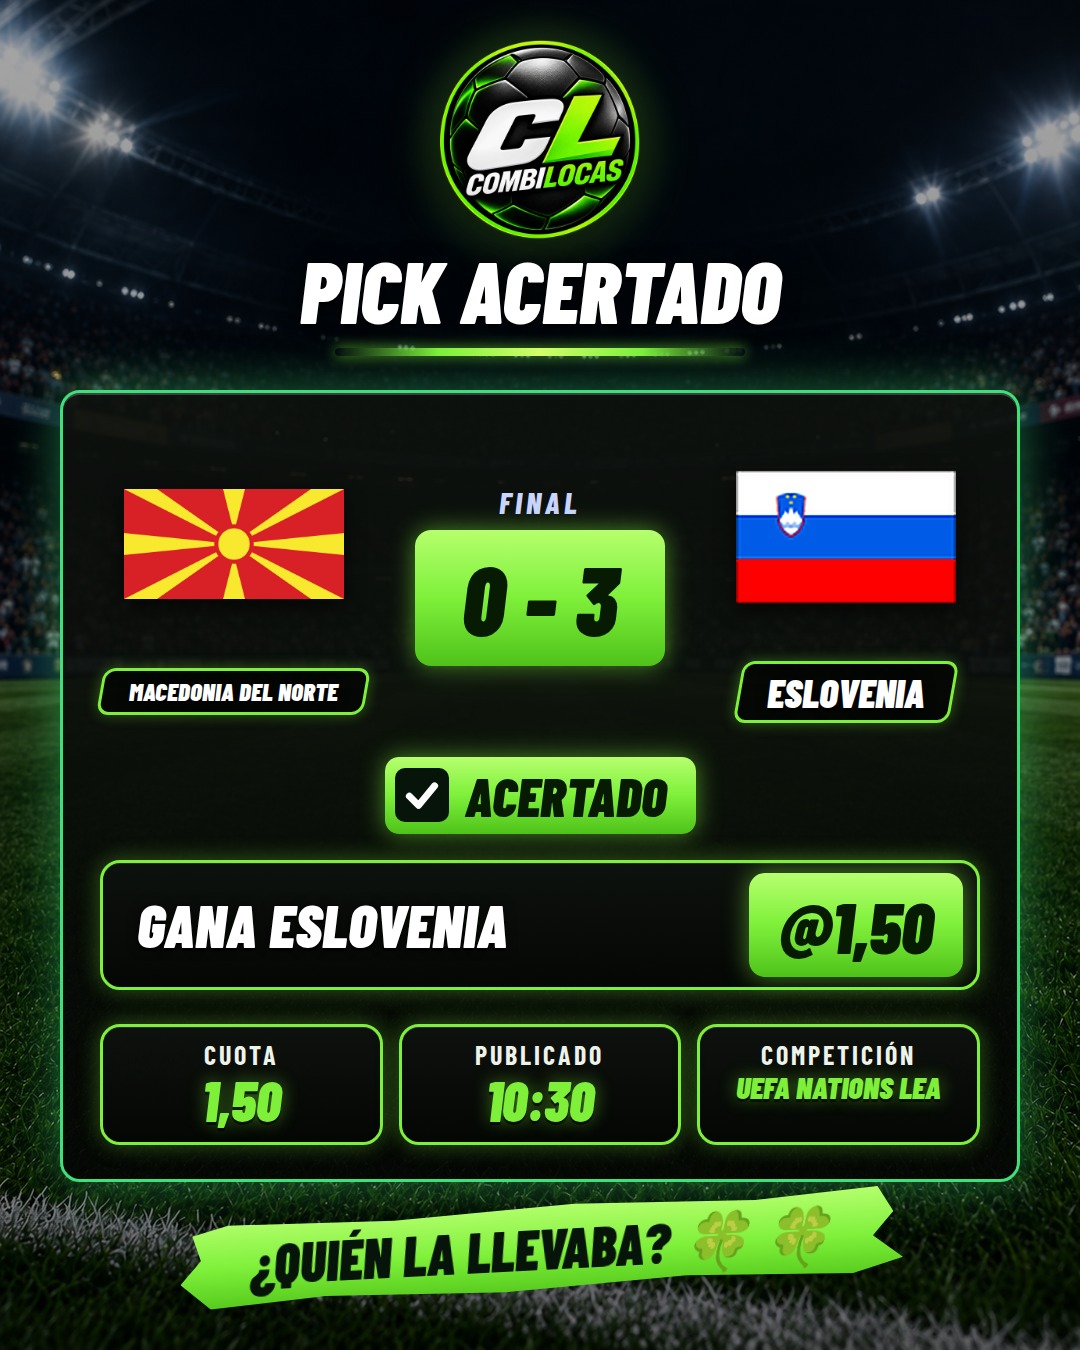 CL
COMBILOCAS
PICK ACERTADO
FINAL
0 - 3
MACEDONIA DEL NORTE
ESLOVENIA
ACERTADO
GANA ESLOVENIA
@1,50
CUOTA
1,50
PUBLICADO
10:30
COMPETICIÓN
UEFA NATIONS LEA
¿QUIÉN LA LLEVABA? 🍀 🍀